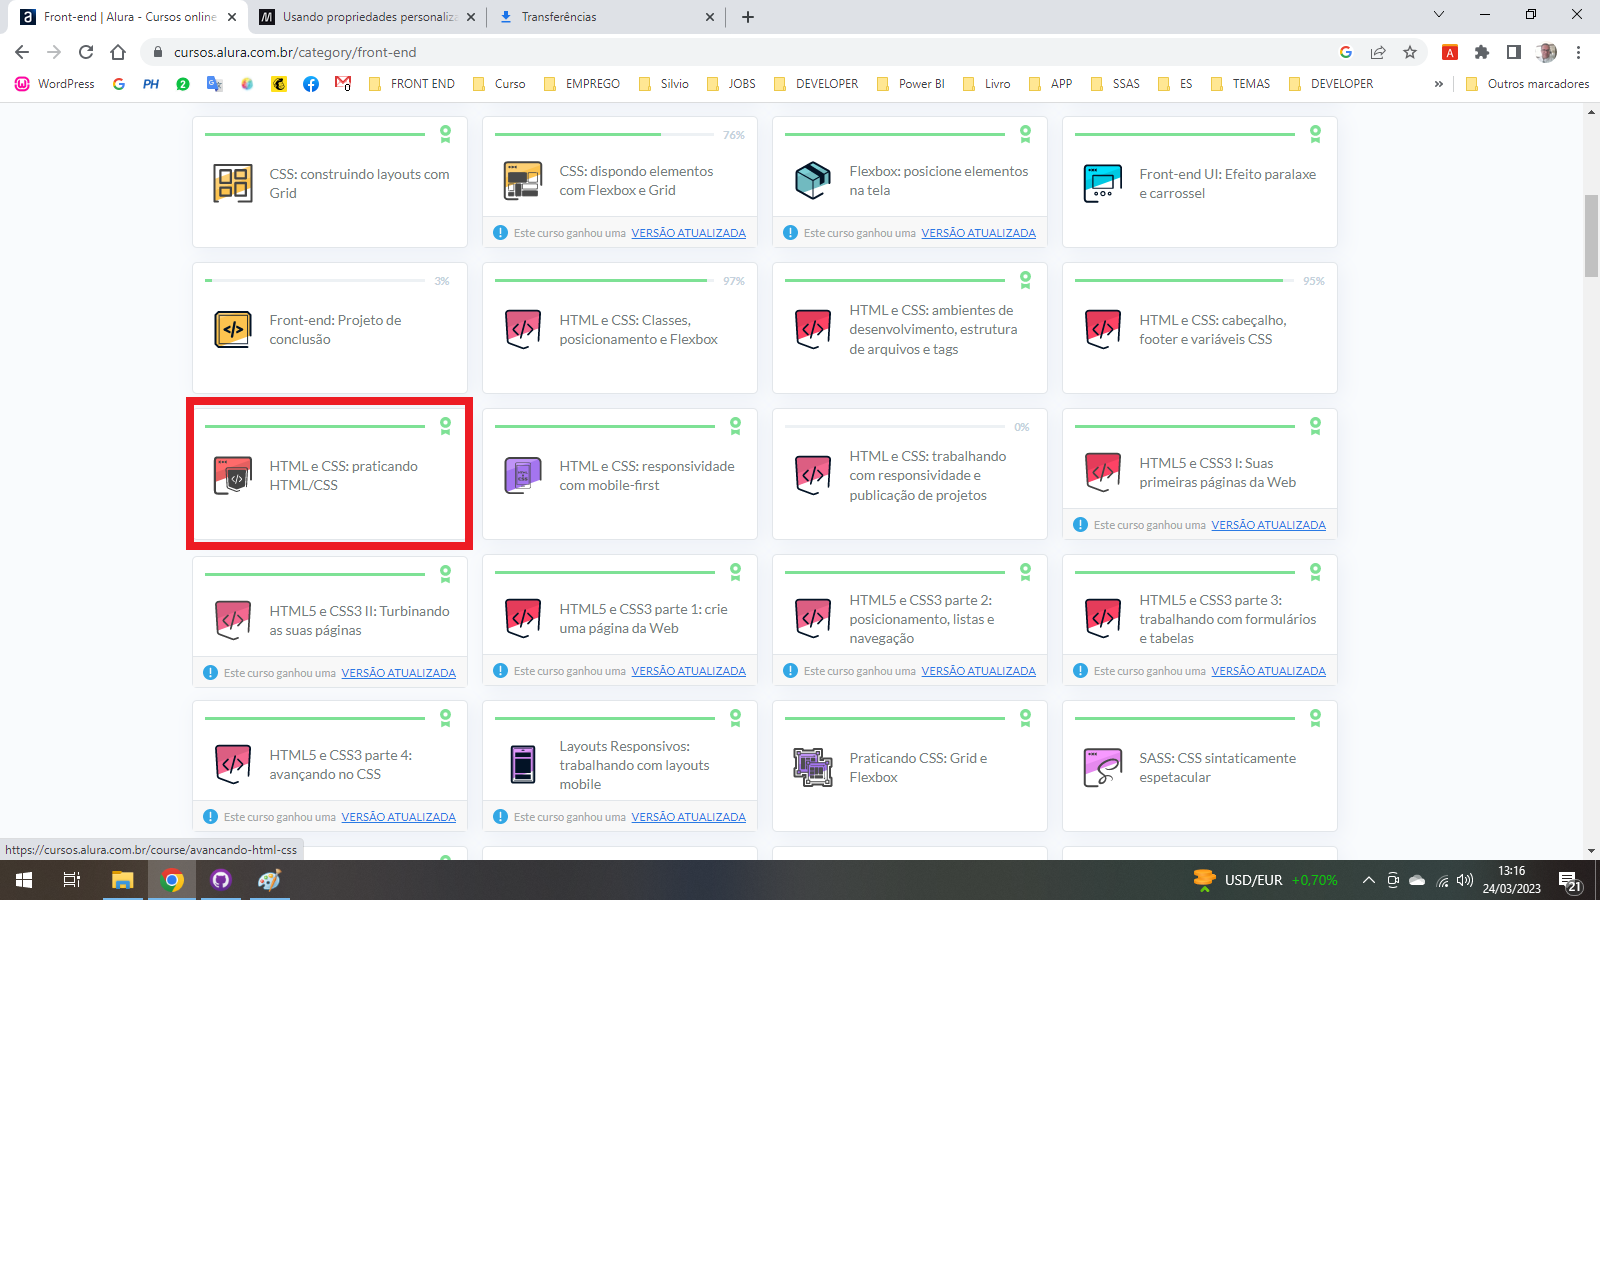 Front-end | Alura - Cursos online
Usando propriedades personaliza
Transferências
cursos.alura.com.br/category/front-end
WordPress
PH
2
FRONT END
Curso
EMPREGO
Silvio
JOBS
DEVELOPER
Power BI
Livro
APP
SSAS
ES
TEMAS
DEVELOPER
»
Outros marcadores
CSS: construindo layouts com
Grid
76%
CSS: dispondo elementos
com Flexbox e Grid
Este curso ganhou uma VERSÃO ATUALIZADA
Flexbox: posicione elementos
na tela
Este curso ganhou uma VERSÃO ATUALIZADA
Front-end UI: Efeito paralaxe
e carrossel
3%
Front-end: Projeto de
conclusão
97%
HTML e CSS: Classes,
posicionamento e Flexbox
HTML e CSS: ambientes de
desenvolvimento, estrutura
de arquivos e tags
95%
HTML e CSS: cabeçalho,
footer e variáveis CSS
HTML e CSS: praticando
HTML/CSS
HTML e CSS: responsividade
com mobile-first
0%
HTML e CSS: trabalhando
com responsividade e
publicação de projetos
HTML5 e CSS3 I: Suas
primeiras páginas da Web
Este curso ganhou uma VERSÃO ATUALIZADA
HTML5 e CSS3 II: Turbinando
as suas páginas
Este curso ganhou uma VERSÃO ATUALIZADA
HTML5 e CSS3 parte 1: crie
uma página da Web
Este curso ganhou uma VERSÃO ATUALIZADA
HTML5 e CSS3 parte 2:
posicionamento, listas e
navegação
Este curso ganhou uma VERSÃO ATUALIZADA
HTML5 e CSS3 parte 3:
trabalhando com formulários
e tabelas
Este curso ganhou uma VERSÃO ATUALIZADA
HTML5 e CSS3 parte 4:
avançando no CSS
Este curso ganhou uma VERSÃO ATUALIZADA
Layouts Responsivos:
trabalhando com layouts
mobile
Este curso ganhou uma VERSÃO ATUALIZADA
Praticando CSS: Grid e
Flexbox
SASS: CSS sintaticamente
espetacular
https://cursos.alura.com.br/course/avancando-html-css
USD/EUR +0,70%
13:16
24/03/2023
21